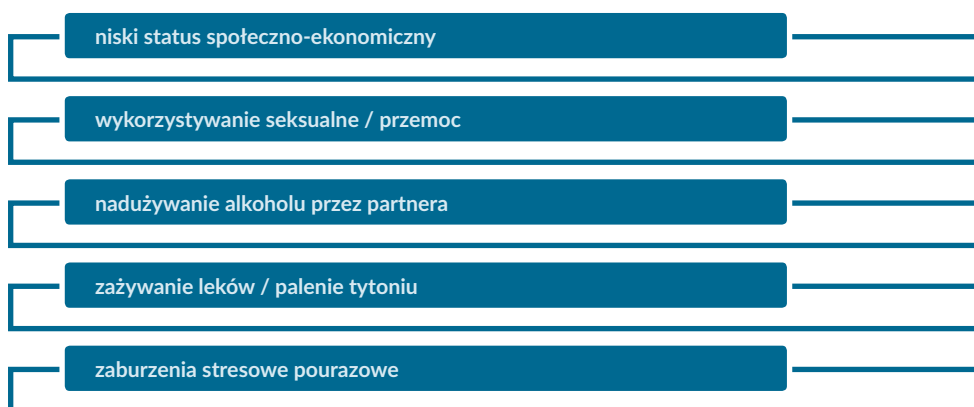 niski status społeczno-ekonomiczny
wykorzystywanie seksualne / przemoc
nadużywanie alkoholu przez partnera
zażywanie leków / palenie tytoniu
zaburzenia stresowe pourazowe